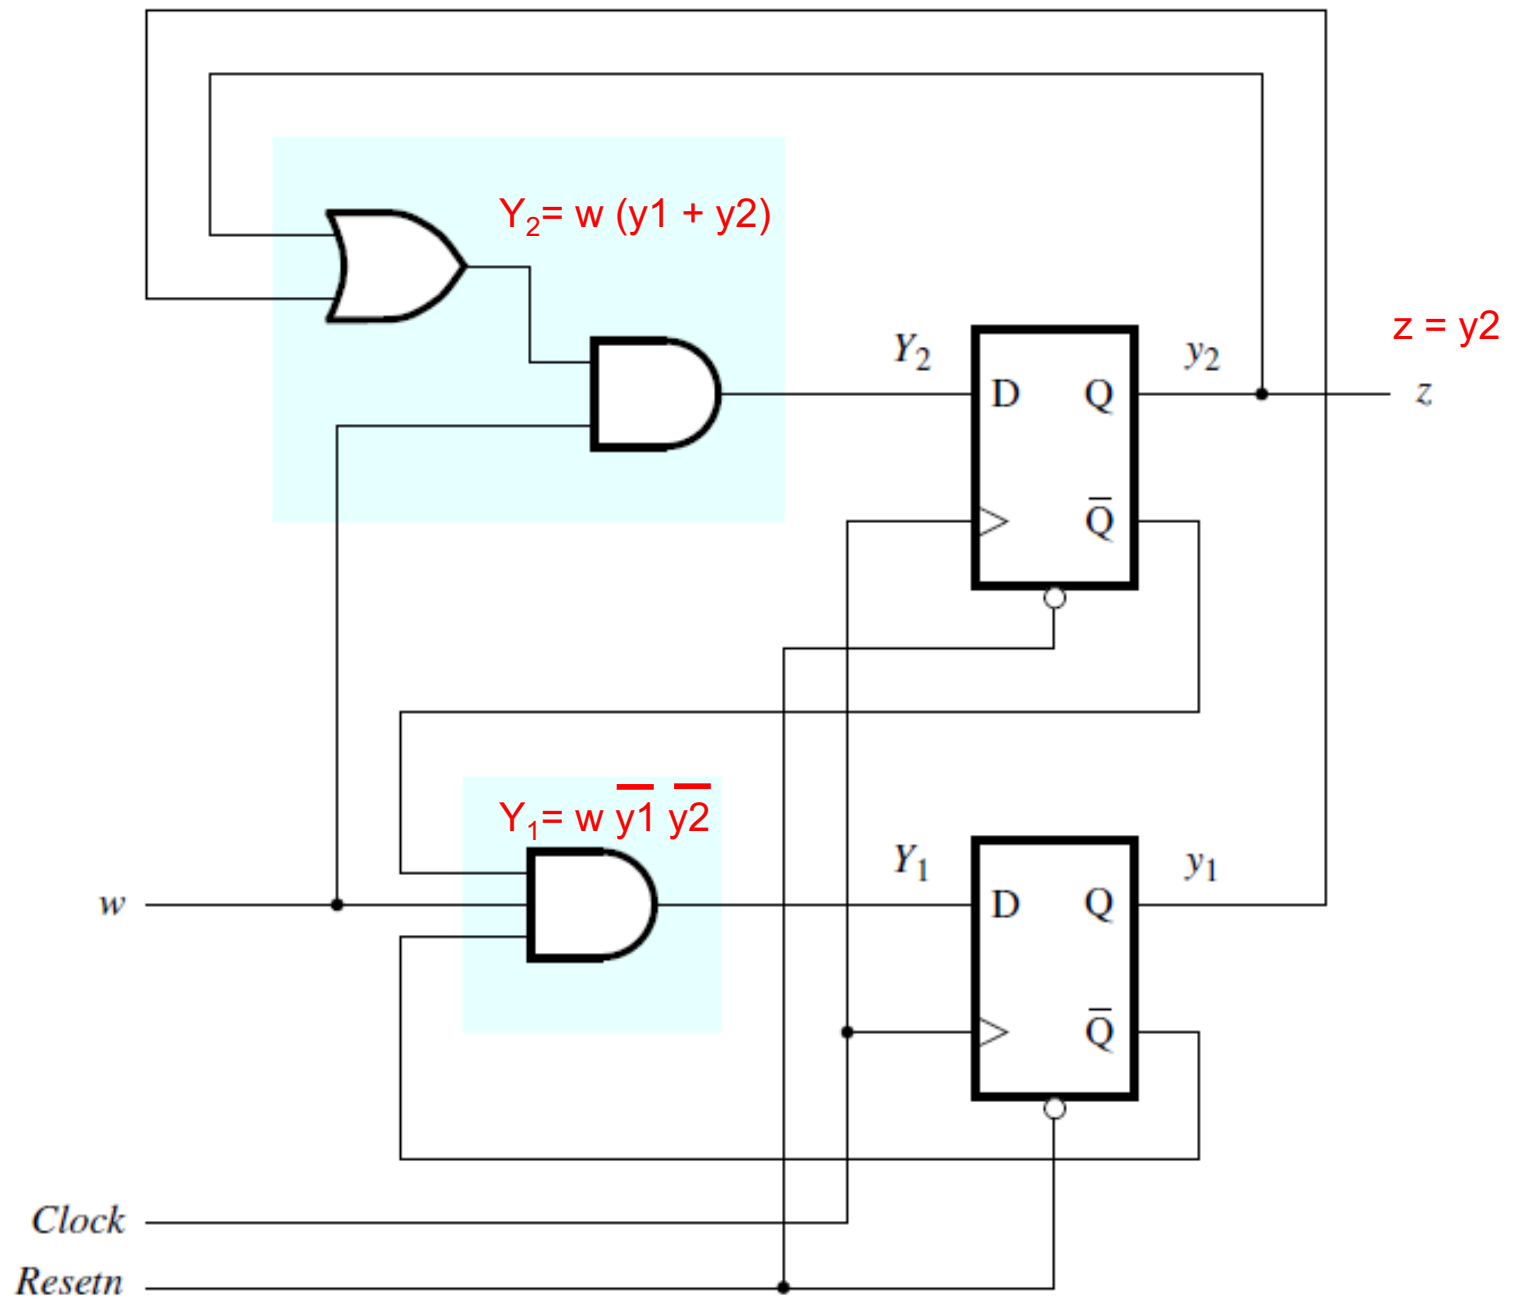 Y₂= w (y1 + y2)
z = y2
Y₂ y₂
D Q z
Q̅
Y₁= w y̅1̅ y̅2̅
Y₁ y₁
w D Q
Q̅
Clock
Resetn